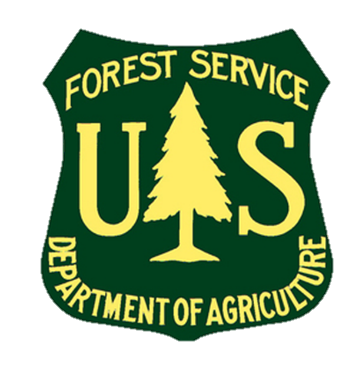 FOREST SERVICE
U S
DEPARTMENT OF AGRICULTURE